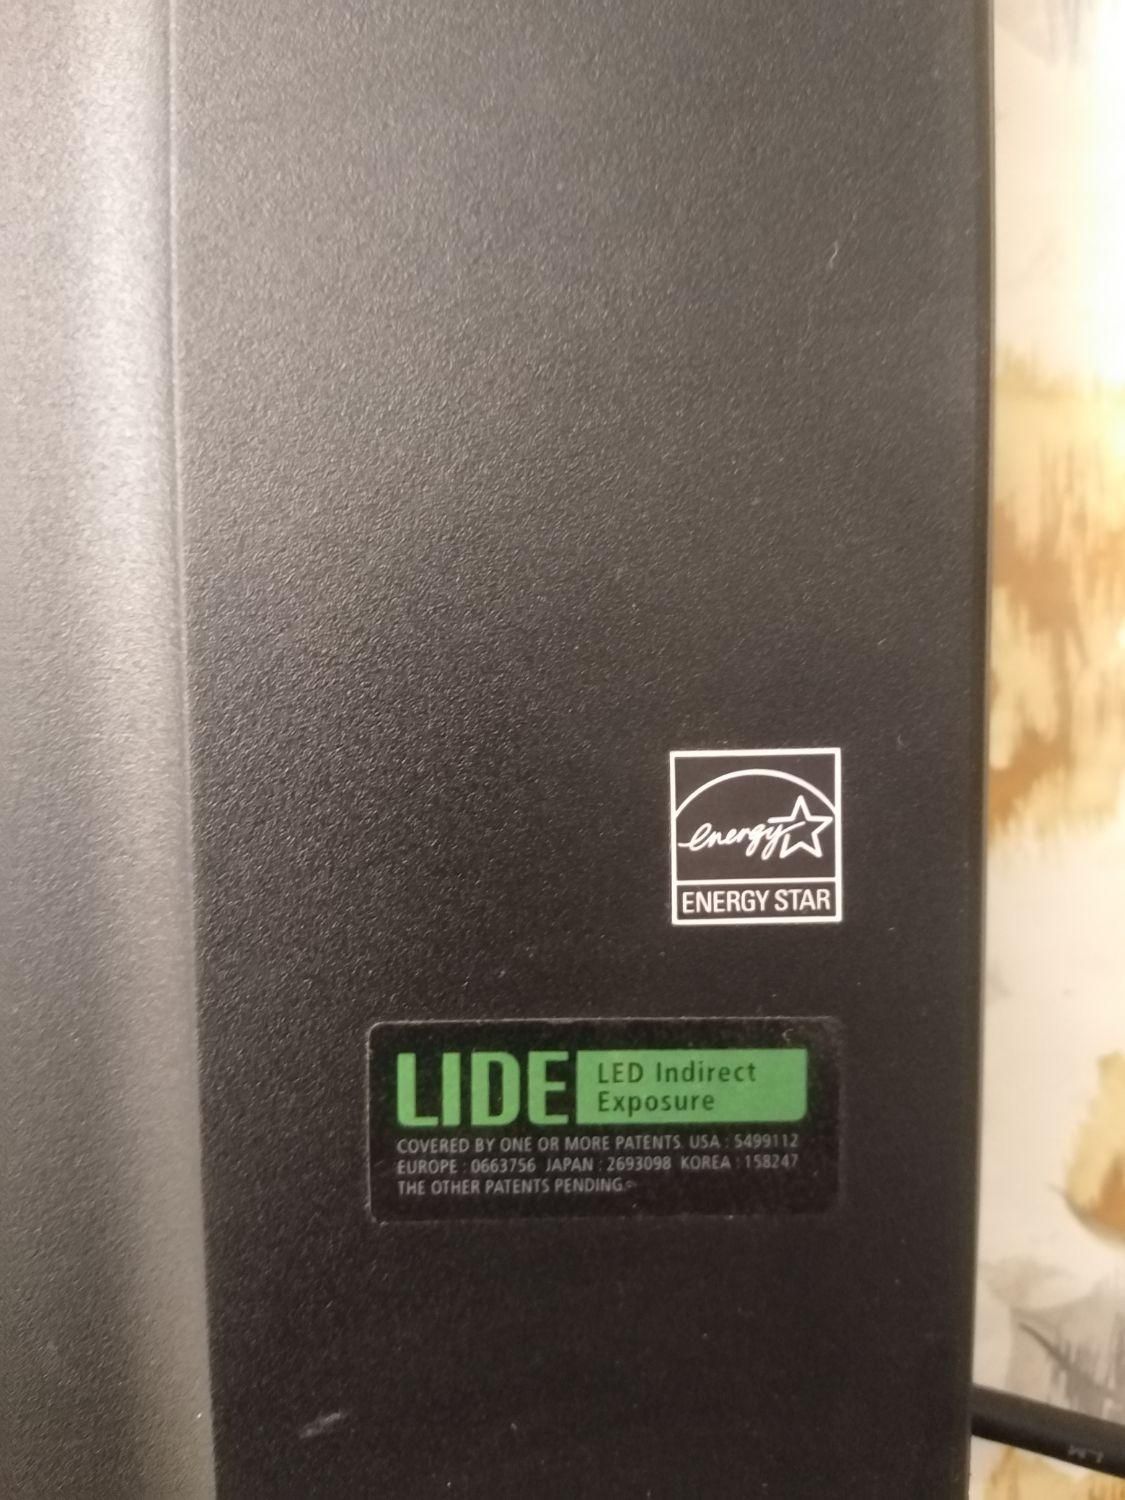 energy
ENERGY STAR
LIDE LED Indirect
Exposure
COVERED BY ONE OR MORE PATENTS USA : 5499112
EUROPE : 0663756 JAPAN : 2693098 KOREA : 158247
THE OTHER PATENTS PENDING